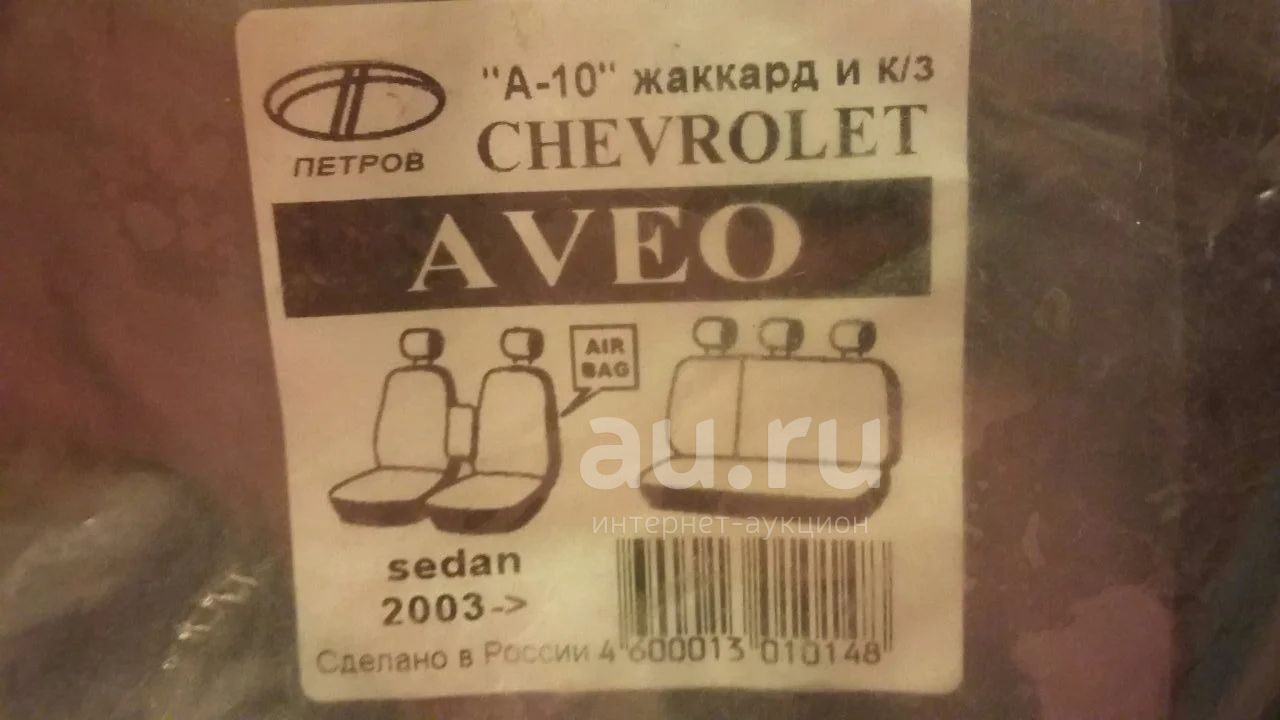 "А-10" жаккард и к/з
ПЕТРОВ
CHEVROLET
AVEO
AIR
BAG
au.ru
интернет-аукцион
sedan
2003->
Сделано в России
4 600013 010148